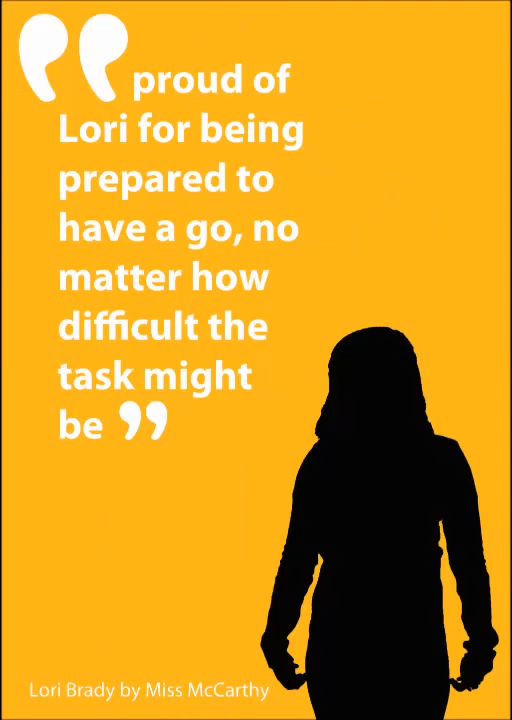 “ proud of
Lori for being
prepared to
have a go, no
matter how
difficult the
task might
be ”
Lori Brady by Miss McCarthy